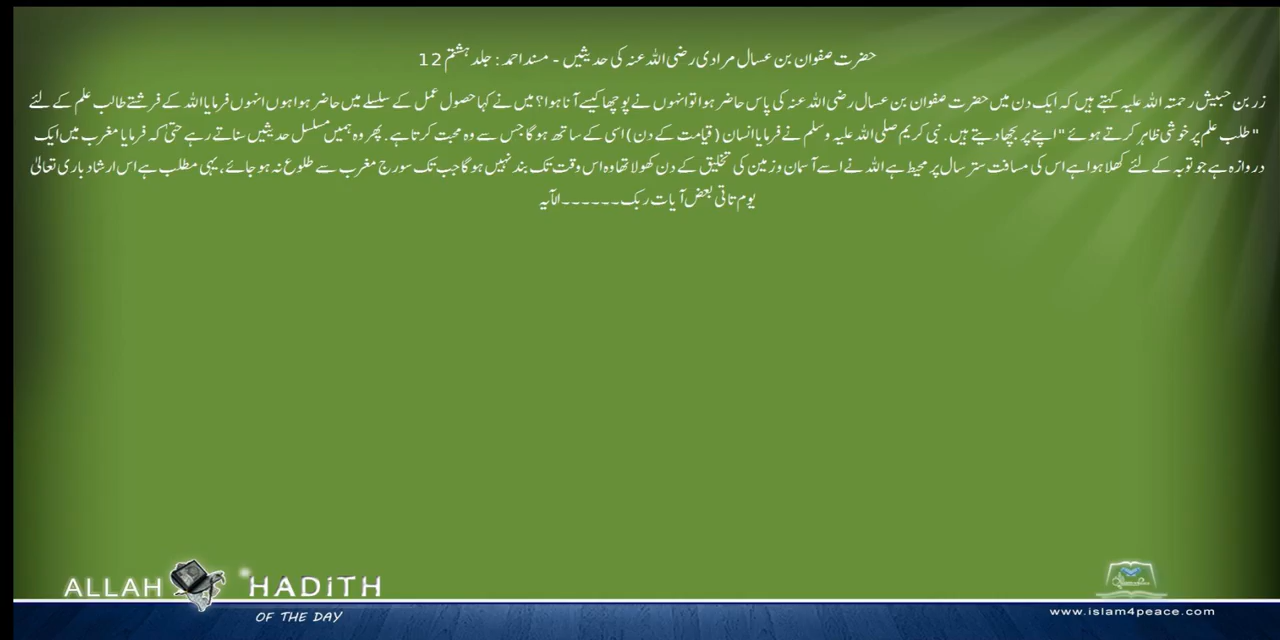 حضرت صفوان بن عسال مرادی رضی اللہ عنہ کی حدیثیں - مسند احمد : جلد ہشتم 12
زر بن حبیش رحمتہ اللہ علیہ کہتے ہیں کہ ایک دن میں حضرت صفوان بن عسال رضی اللہ عنہ کی پاس حاضر ہوا تو انہوں نے پوچھا کیسے آنا ہوا؟ میں نے کہا حصول عمل کے سلسلے میں حاضر ہوا ہوں انہوں فرمایا اللہ کے فرشتے طالب علم کے لئے
"طلب علم پر خوشی ظاہر کرتے ہوئے" اپنے پر بچھا دیتے ہیں. نبی کریم صلی اللہ علیہ وسلم نے فرمایا انسان (قیامت کے دن) اسی کے ساتھ ہوگا جس سے وہ محبت کرتا ہے. پھر وہ ہمیں مسلسل حدیثیں سناتے رہے حتیٰ کہ فرمایا مغرب میں ایک
دروازہ ہے جو توبہ کے لئے کھلا ہوا ہے اس کی مسافت ستر سال پر محیط ہے اللہ نے اسے آسمان و زمین کی تخلیق کے دن کھولا تھا وہ اس وقت تک بند نہیں ہوگا جب تک سورج مغرب سے طلوع نہ ہو جائے، یہی مطلب ہے اس ارشاد باری تعالیٰ
یوم تاتی بعض آیات ربک۔۔۔۔۔۔ الآیہ
ALLAH HADITH
OF THE DAY
www.islam4peace.com